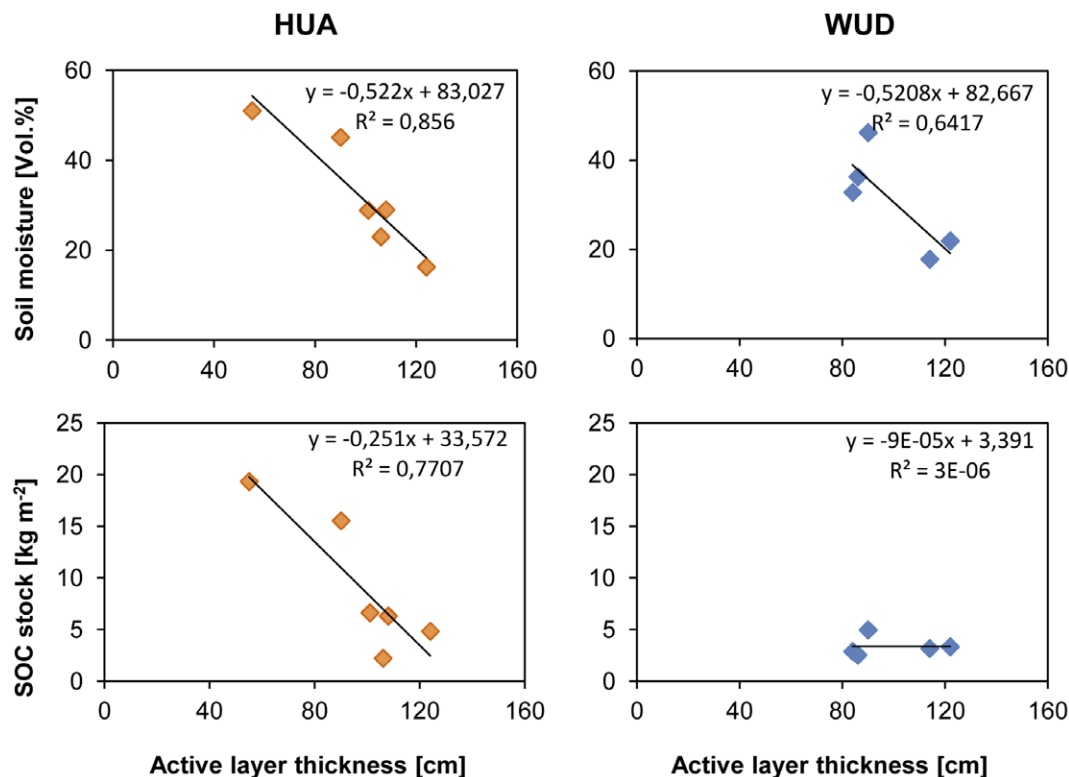 HUA
WUD
Soil moisture [Vol.%]
60
40
20
0
y = -0,522x + 83,027
R² = 0,856
0 40 80 120 160
60
40
20
0
y = -0,5208x + 82,667
R² = 0,6417
0 40 80 120 160
SOC stock [kg m⁻²]
25
20
15
10
5
0
y = -0,251x + 33,572
R² = 0,7707
0 40 80 120 160
Active layer thickness [cm]
25
20
15
10
5
0
y = -9E-05x + 3,391
R² = 3E-06
0 40 80 120 160
Active layer thickness [cm]